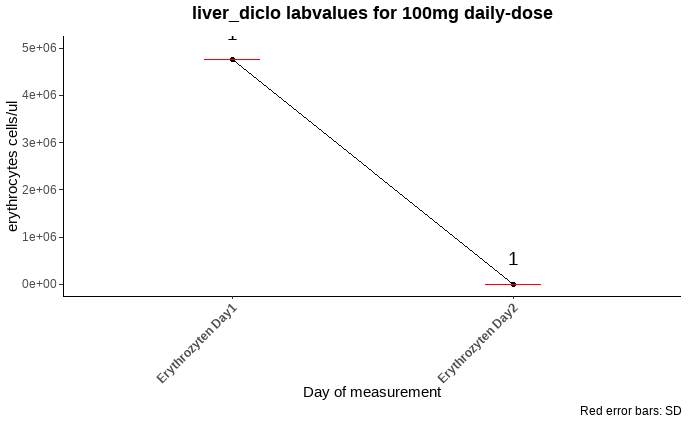 liver_diclo labvalues for 100mg daily-dose
1
5e+06
4e+06
3e+06
2e+06
1e+06
0e+00
1
erythrocytes cells/ul
Erythrozyten Day1
Erythrozyten Day2
Day of measurement
Red error bars: SD